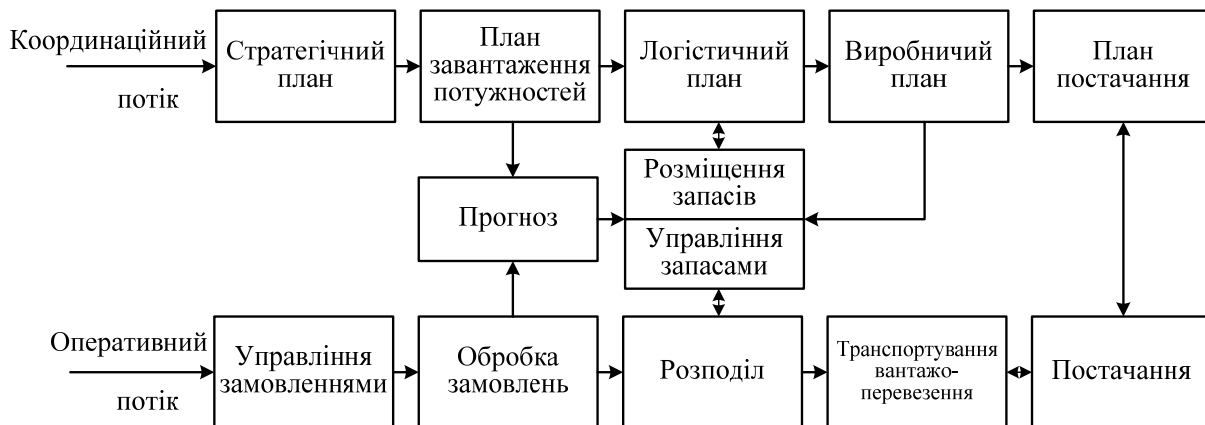 Координаційний
потік
Стратегічний
план
План
завантаження
потужностей
Логістичний
план
Виробничий
план
План
постачання
Прогноз
Розміщення
запасів
Управління
запасами
Оперативний
потік
Управління
замовленнями
Обробка
замовлень
Розподіл
Транспортування
вантажо-
перевезення
Постачання